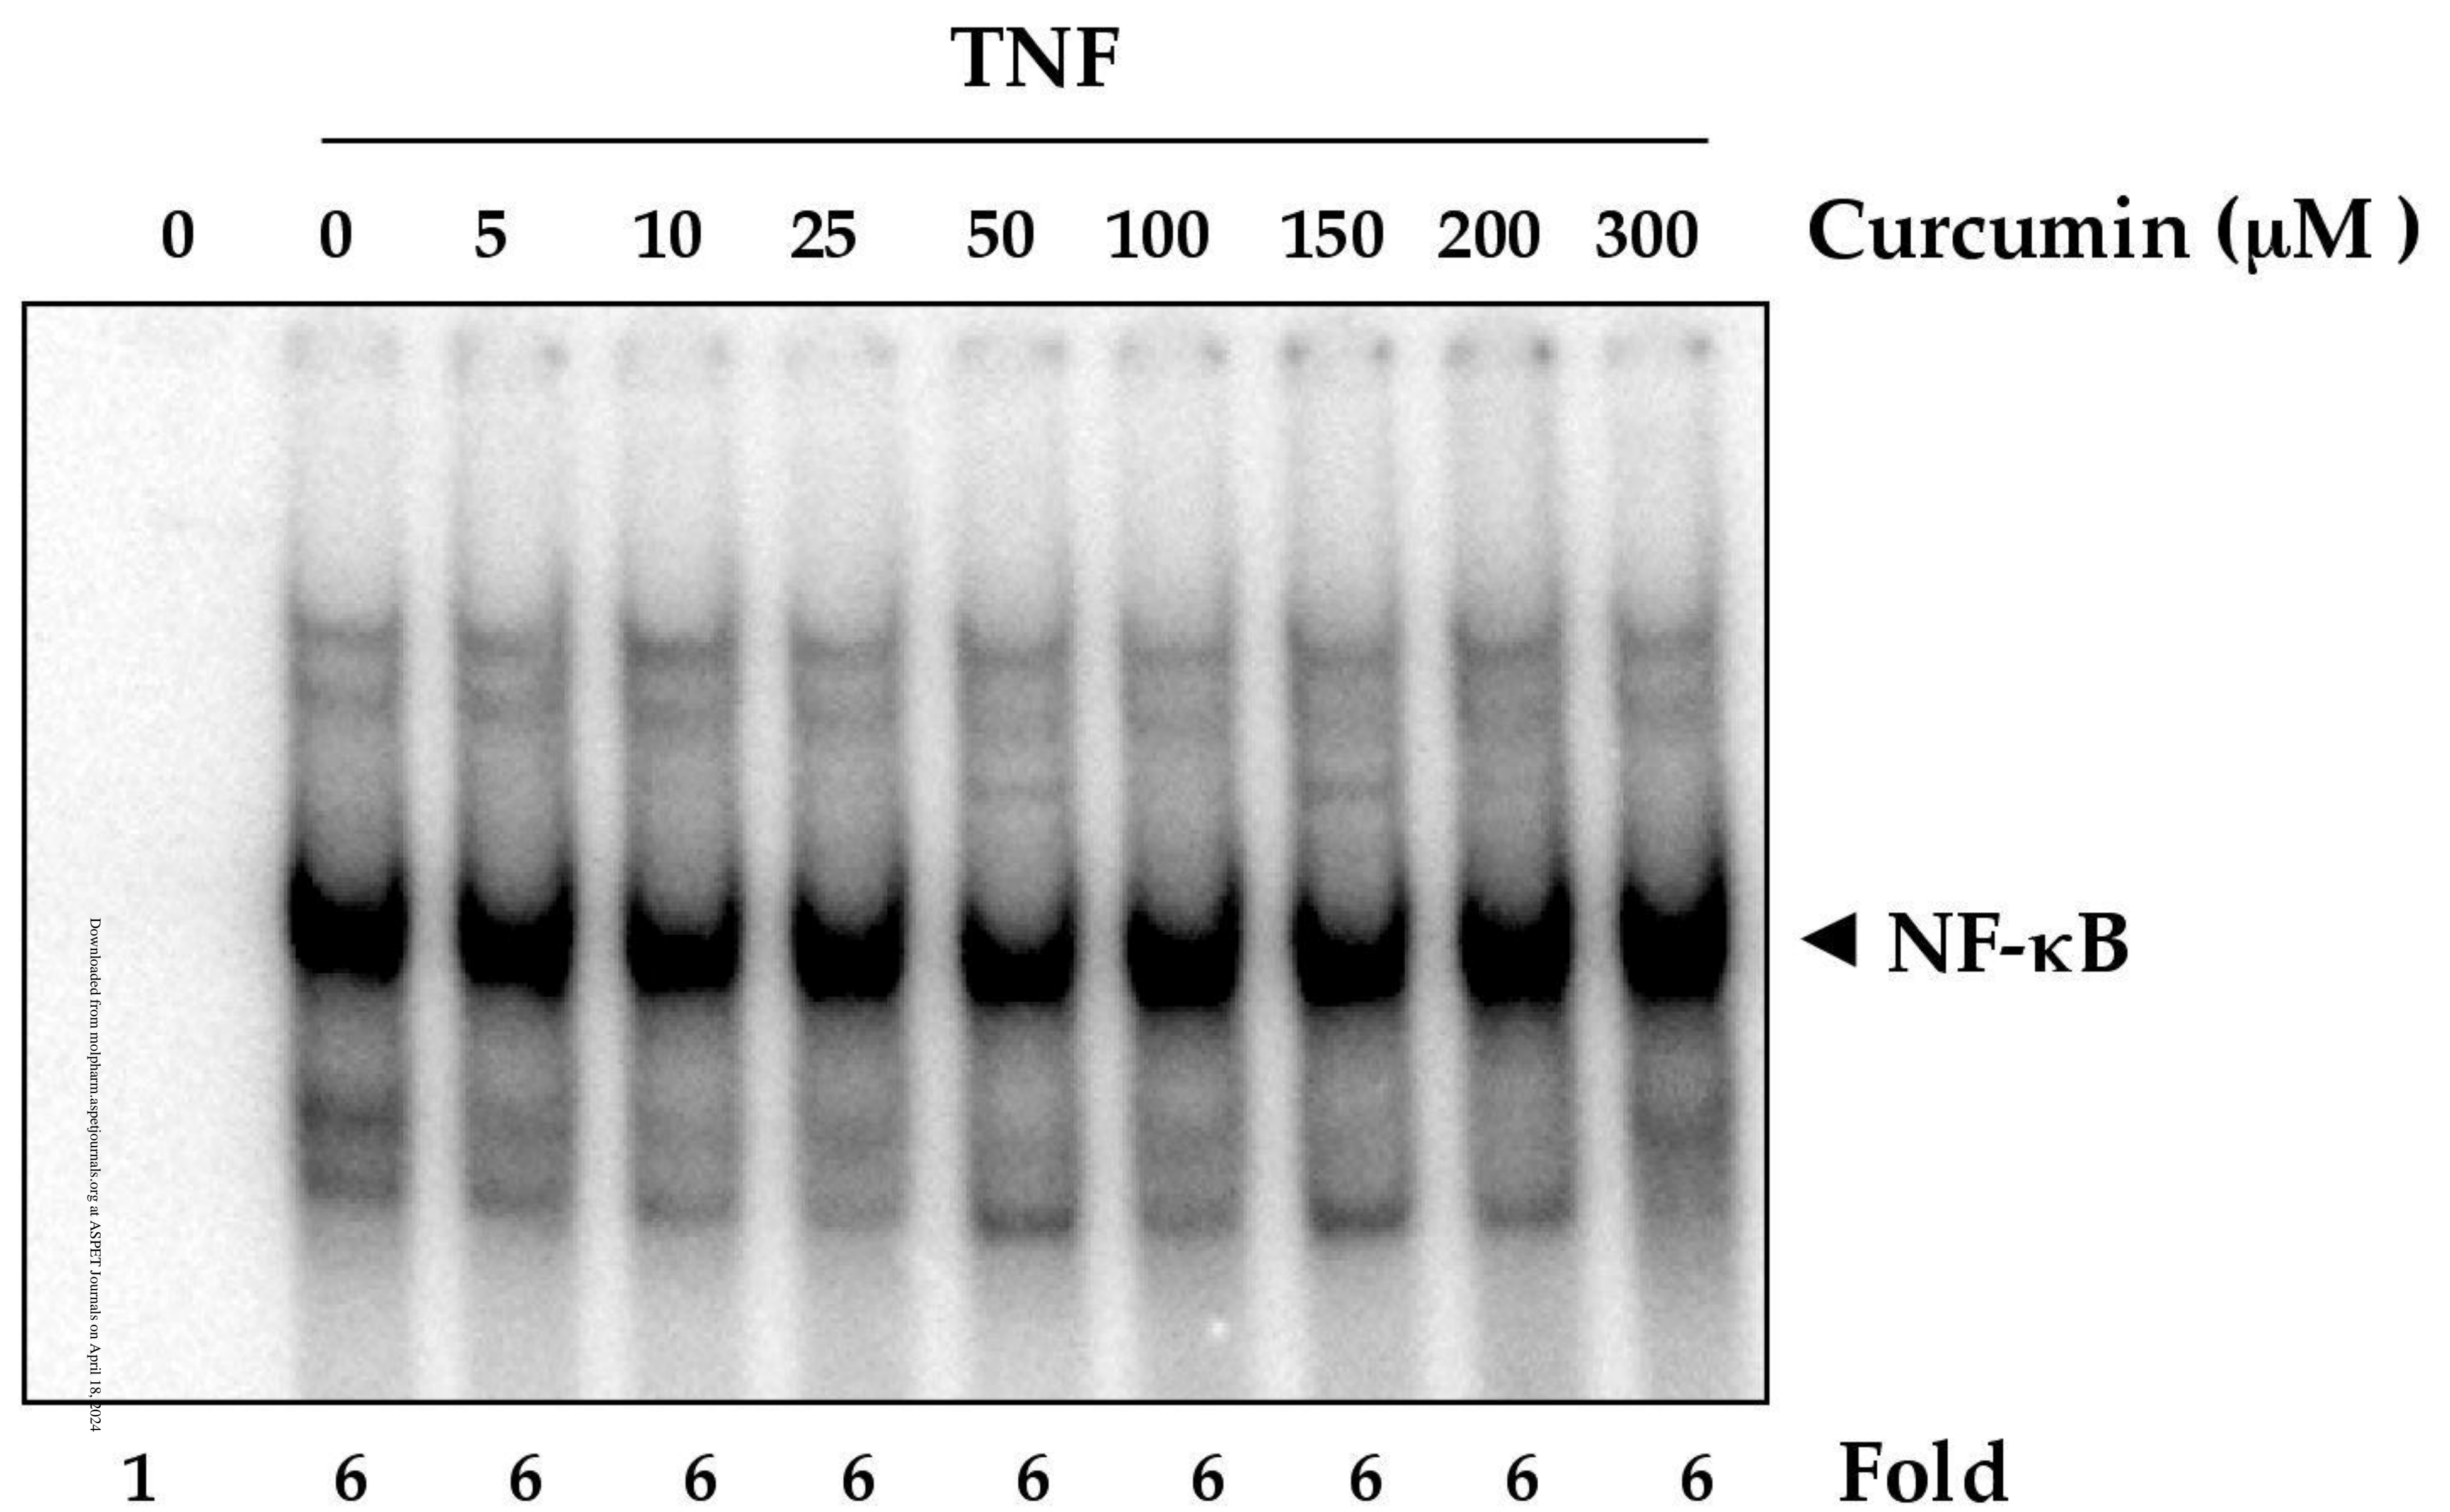 TNF
0 0 5 10 25 50 100 150 200 300 Curcumin (μM )
NF-κB
Downloaded from molpharm.aspetjournals.org at ASPET Journals on April 18, 2024
1 6 6 6 6 6 6 6 6 6 Fold